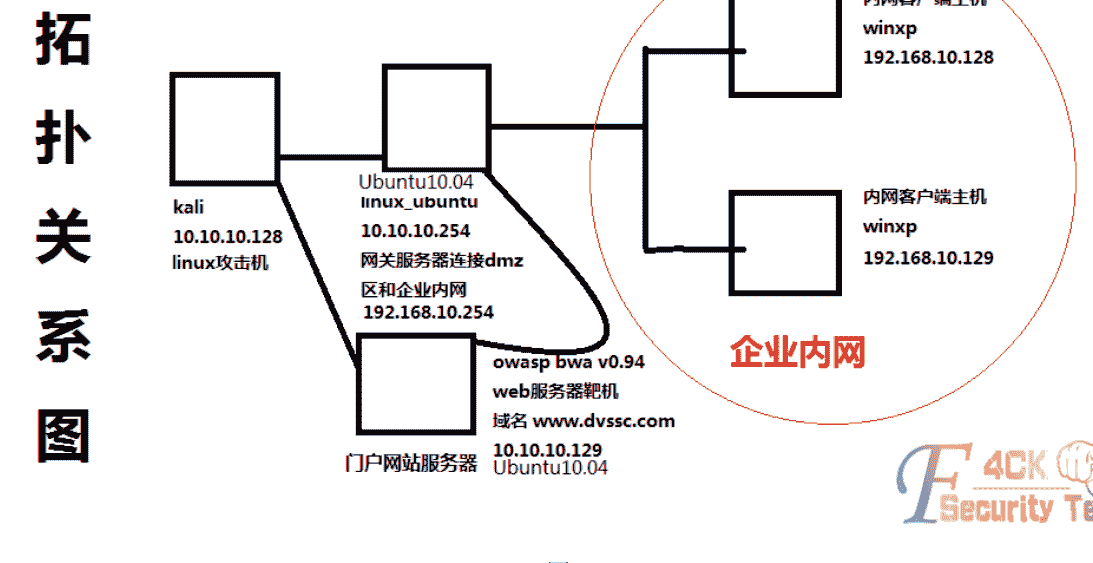 拓
扑
关
系
图
内网客户端主机
winxp
192.168.10.128
kali
10.10.10.128
linux攻击机
Ubuntu10.04
linux_ubuntu
10.10.10.254
网关服务器连接dmz
区和企业内网
192.168.10.254
内网客户端主机
winxp
192.168.10.129
企业内网
owasp bwa v0.94
web服务器靶机
域名 www.dvssc.com
10.10.10.129
Ubuntu10.04
门户网站服务器
F4CK
Security